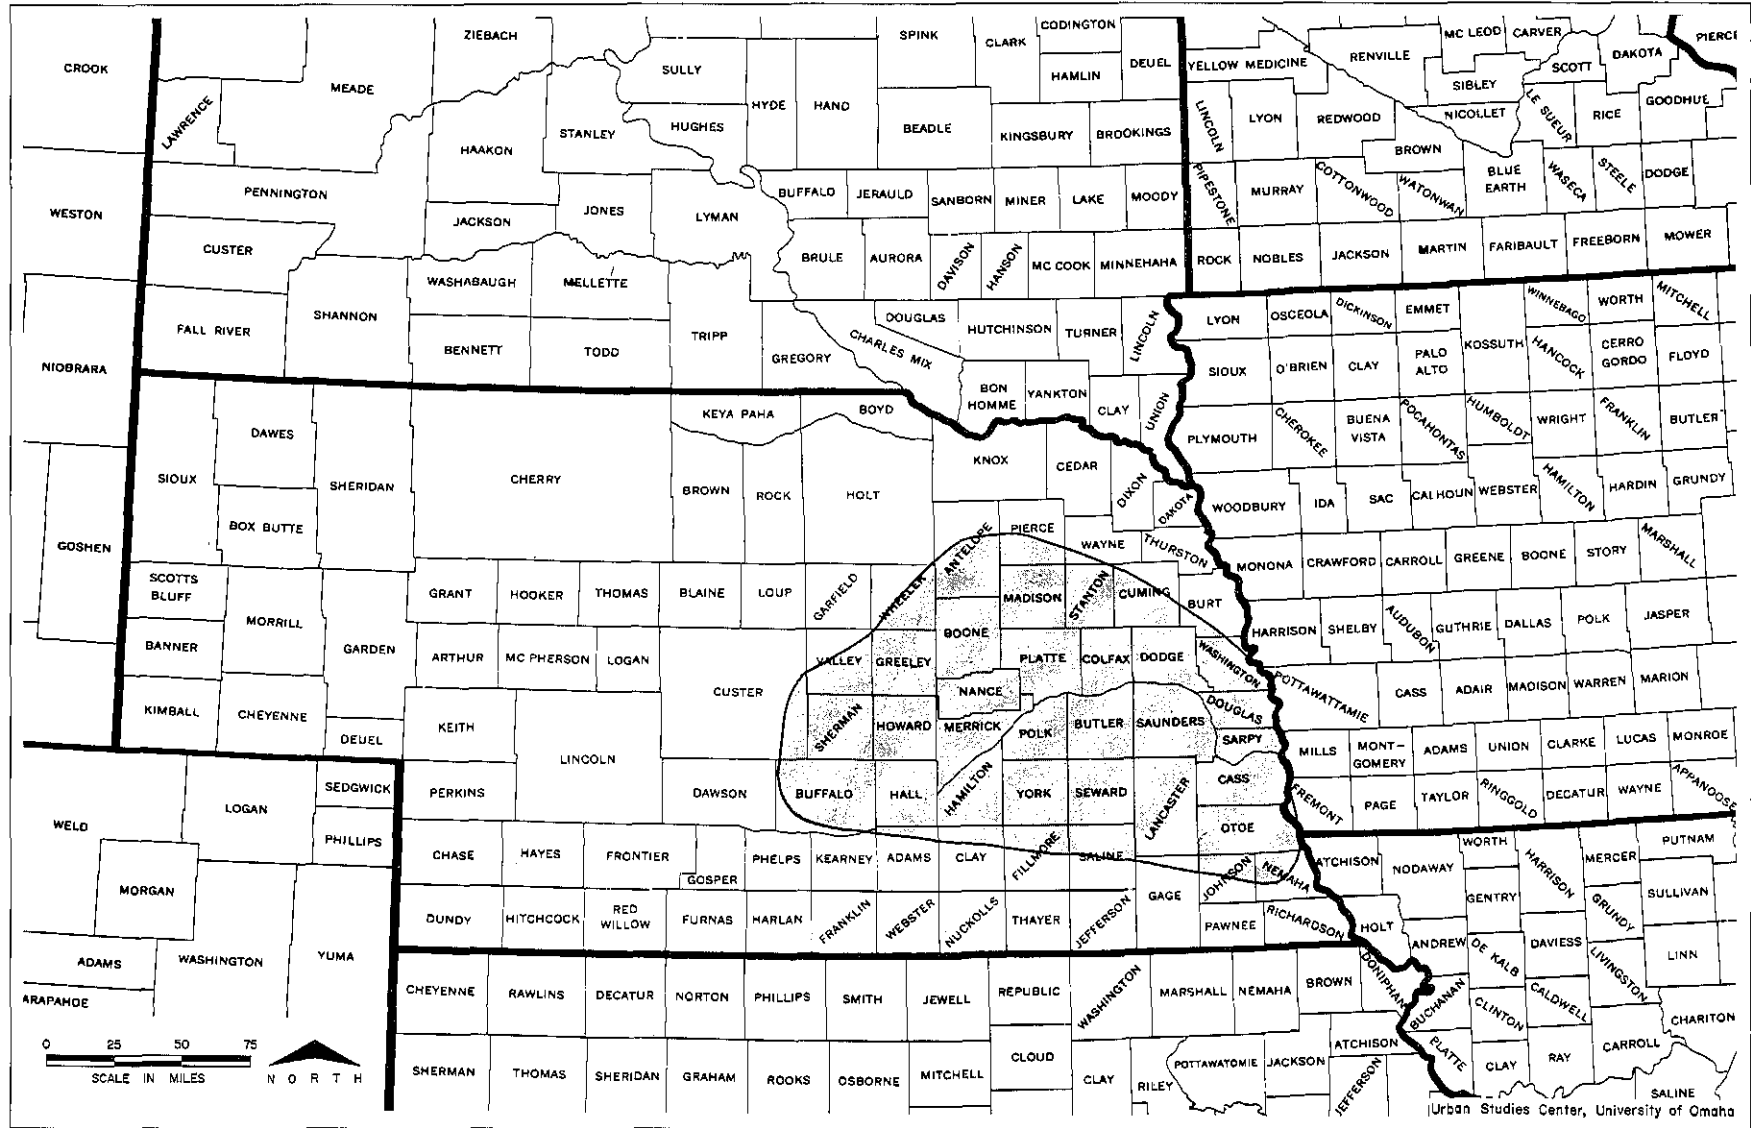 CODINGTON
ZIEBACH
SPINK
CLARK
MC LEOD
CARVER
PIERCE
CROOK
MEADE
SULLY
HAMLIN
DEUEL
YELLOW MEDICINE
RENVILLE
SCOTT
DAKOTA
SIBLEY
LAWRENCE
HYDE
HAND
HUGHES
STANLEY
HAAKON
BEADLE
KINGSBURY
BROOKINGS
LINCOLN
LYON
REDWOOD
NICOLLET
LE SUEUR
RICE
GOODHUE
BROWN
PENNINGTON
WESTON
JACKSON
JONES
LYMAN
BUFFALO
JERAULD
SANBORN
MINER
LAKE
MOODY
PIPESTONE
MURRAY
COTTONWOOD
WATONWAN
BLUE
EARTH
WASECA
STEELE
DODGE
CUSTER
BRULE
AURORA
DAVISON
HANSON
MC COOK
MINNEHAHA
ROCK
NOBLES
JACKSON
MARTIN
FARIBAULT
FREEBORN
MOWER
WASHABAUGH
MELLETTE
FALL RIVER
SHANNON
BENNETT
TODD
TRIPP
GREGORY
CHARLES MIX
DOUGLAS
HUTCHINSON
TURNER
LINCOLN
LYON
OSCEOLA
DICKINSON
EMMET
WINNEBAGO
WORTH
MITCHELL
NIOBRARA
SIOUX
O'BRIEN
CLAY
PALO
ALTO
KOSSUTH
HANCOCK
CERRO
GORDO
FLOYD
BON
HOMME
YANKTON
CLAY
UNION
KEYA PAHA
BOYD
DAWES
SIOUX
SHERIDAN
CHERRY
BROWN
ROCK
HOLT
KNOX
CEDAR
DIXON
DAKOTA
PLYMOUTH
CHEROKEE
BUENA
VISTA
POCAHONTAS
HUMBOLDT
WRIGHT
FRANKLIN
BUTLER
BOX BUTTE
GOSHEN
WOODBURY
IDA
SAC
CALHOUN
WEBSTER
HAMILTON
HARDIN
GRUNDY
PIERCE
ANTELOPE
WAYNE
THURSTON
MONONA
CRAWFORD
CARROLL
GREENE
BOONE
STORY
MARSHALL
SCOTTS
BLUFF
MORRILL
GRANT
HOOKER
THOMAS
BLAINE
LOUP
GARFIELD
WHEELER
MADISON
STANTON
CUMING
BURT
HARRISON
SHELBY
AUDUBON
GUTHRIE
DALLAS
POLK
JASPER
BANNER
GARDEN
ARTHUR
MC PHERSON
LOGAN
CUSTER
VALLEY
GREELEY
BOONE
PLATTE
COLFAX
DODGE
WASHINGTON
POTTAWATTAMIE
CASS
ADAIR
MADISON
WARREN
MARION
KIMBALL
CHEYENNE
DEUEL
KEITH
LINCOLN
SHERMAN
HOWARD
NANCE
MERRICK
POLK
BUTLER
SAUNDERS
DOUGLAS
SARPY
MILLS
MONT-
GOMERY
ADAMS
UNION
CLARKE
LUCAS
MONROE
SEDGWICK
LOGAN
PERKINS
DAWSON
BUFFALO
HALL
HAMILTON
YORK
SEWARD
LANCASTER
CASS
OTOE
FREMONT
PAGE
TAYLOR
RINGGOLD
DECATUR
WAYNE
APPANOOSE
WELD
PHILLIPS
CHASE
HAYES
FRONTIER
GOSPER
PHELPS
KEARNEY
ADAMS
CLAY
FILLMORE
SALINE
GAGE
JOHNSON
NEMAHA
ATCHISON
NODAWAY
WORTH
HARRISON
MERCER
PUTNAM
MORGAN
GENTRY
GRUNDY
SULLIVAN
DUNDY
HITCHCOCK
RED
WILLOW
FURNAS
HARLAN
FRANKLIN
WEBSTER
NUCKOLLS
THAYER
JEFFERSON
PAWNEE
RICHARDSON
HOLT
ANDREW
DE KALB
DAVIESS
LIVINGSTON
LINN
ADAMS
WASHINGTON
YUMA
ARAPAHOE
CHEYENNE
RAWLINS
DECATUR
NORTON
PHILLIPS
SMITH
JEWELL
REPUBLIC
WASHINGTON
MARSHALL
NEMAHA
BROWN
DONIPHAN
BUCHANAN
CLINTON
CALDWELL
CHARITON
0 25 50 75
SCALE IN MILES
NORTH
SHERMAN
THOMAS
SHERIDAN
GRAHAM
ROOKS
OSBORNE
MITCHELL
CLOUD
CLAY
RILEY
POTTAWATOMIE
JACKSON
ATCHISON
JEFFERSON
PLATTE
CLAY
RAY
CARROLL
SALINE
Urban Studies Center, University of Omaha